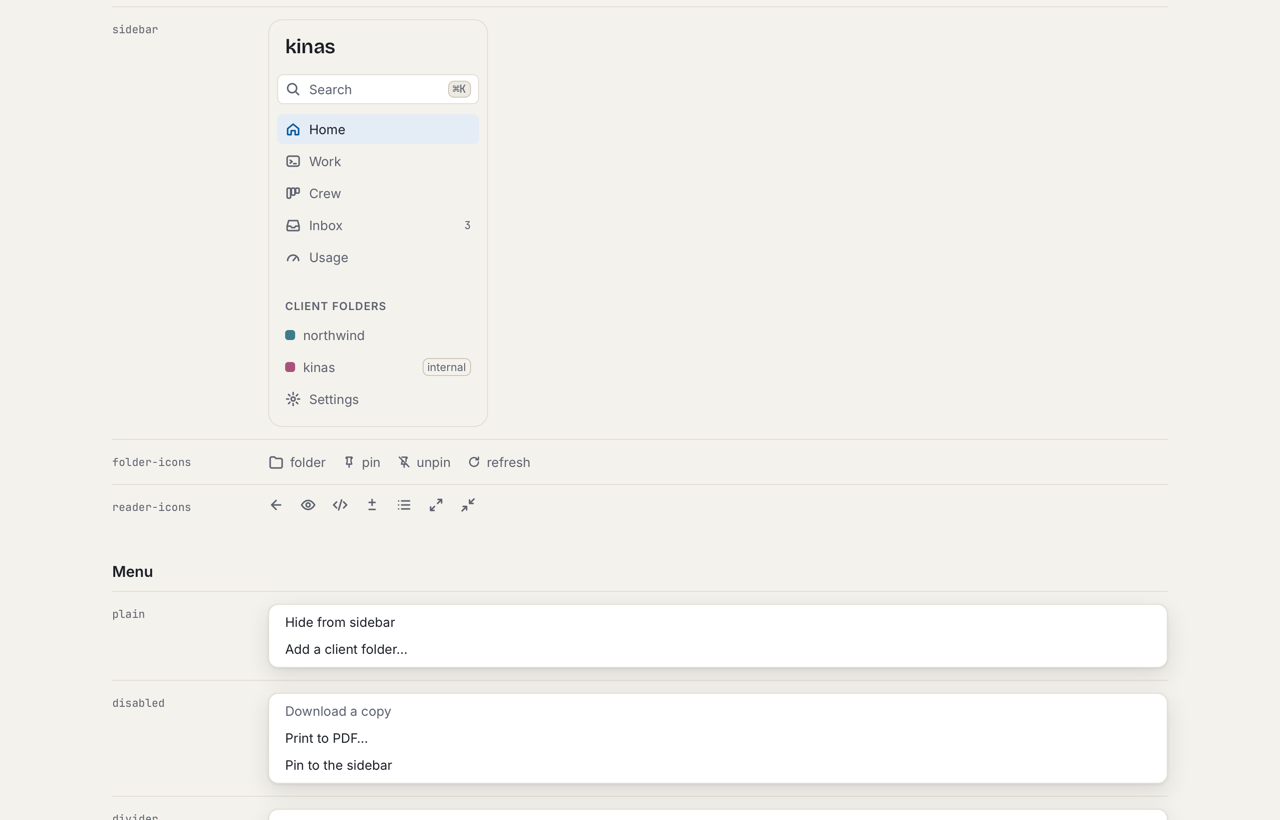 sidebar
kinas
Search ⌘K
Home
Work
Crew
Inbox 3
Usage
CLIENT FOLDERS
northwind
kinas internal
Settings
folder-icons folder pin unpin refresh
reader-icons
Menu
plain
Hide from sidebar
Add a client folder...
disabled
Download a copy
Print to PDF...
Pin to the sidebar
divider